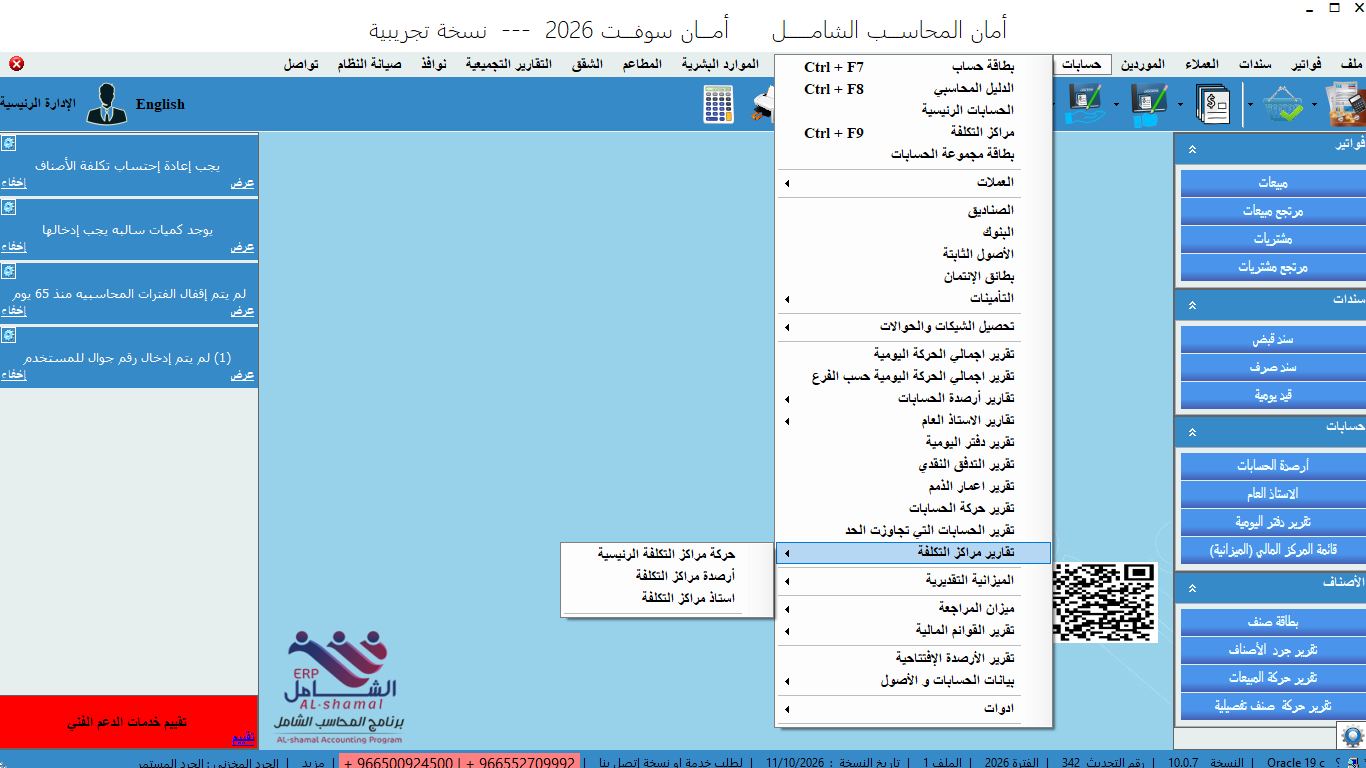 أمان المحاسب الشامل أمان سوفت 2026 --- نسخة تجريبية
ملف فواتير سندات العملاء الموردين حسابات الموارد البشرية المطاعم الشقق التقارير التجميعية نوافذ صيانة النظام تواصل
English
الإدارة الرئيسية
فواتير
مبيعات
مرتجع مبيعات
مشتريات
مرتجع مشتريات
سندات
سند قبض
سند صرف
قيد يومية
حسابات
أرصدة الحسابات
الاستاذ العام
تقرير دفتر اليومية
قائمة المركز المالي (الميزانية)
الأصناف
بطاقة صنف
تقرير جرد الأصناف
تقرير حركة المبيعات
تقرير حركة صنف تفصيلية
بطاقة حساب Ctrl + F7
الدليل المحاسبي Ctrl + F8
الحسابات الرئيسية
مراكز التكلفة Ctrl + F9
بطاقة مجموعة الحسابات
العملات
الصناديق
البنوك
الأصول الثابتة
بطائق الإئتمان
التأمينات
تحصيل الشيكات والحوالات
تقرير اجمالي الحركة اليومية
تقرير اجمالي الحركة اليومية حسب الفرع
تقارير أرصدة الحسابات
تقارير الاستاذ العام
تقرير دفتر اليومية
تقرير التدفق النقدي
تقرير اعمار الذمم
تقرير حركة الحسابات
تقرير الحسابات التي تجاوزت الحد
تقارير مراكز التكلفة
الميزانية التقديرية
ميزان المراجعة
تقرير القوائم المالية
تقرير الأرصدة الإفتتاحية
بيانات الحسابات و الأصول
ادوات
حركة مراكز التكلفة الرئيسية
أرصدة مراكز التكلفة
استاذ مراكز التكلفة
يجب إعادة إحتساب تكلفة الأصناف
عرض إخفاء
يوجد كميات سالبه يجب إدخالها
عرض إخفاء
لم يتم إقفال الفترات المحاسبيه منذ 65 يوم
عرض إخفاء
(1) لم يتم إدخال رقم جوال للمستخدم
عرض إخفاء
ERP
الشامل
AL-shamal
برنامج المحاسب الشامل
AL-shamal Accounting Program
تقييم خدمات الدعم الفني
تقييم
؟ | Oracle 19 c | النسخة 10.0.7 | رقم التحديث 342 | الفترة 2026 | الملف 1 | تاريخ النسخة : 11/10/2026 | لطلب خدمة او نسخة إتصل بنا | + 966552709992 | + 966500924500 | مزيد | الجرد المخزني : الجرد المستمر